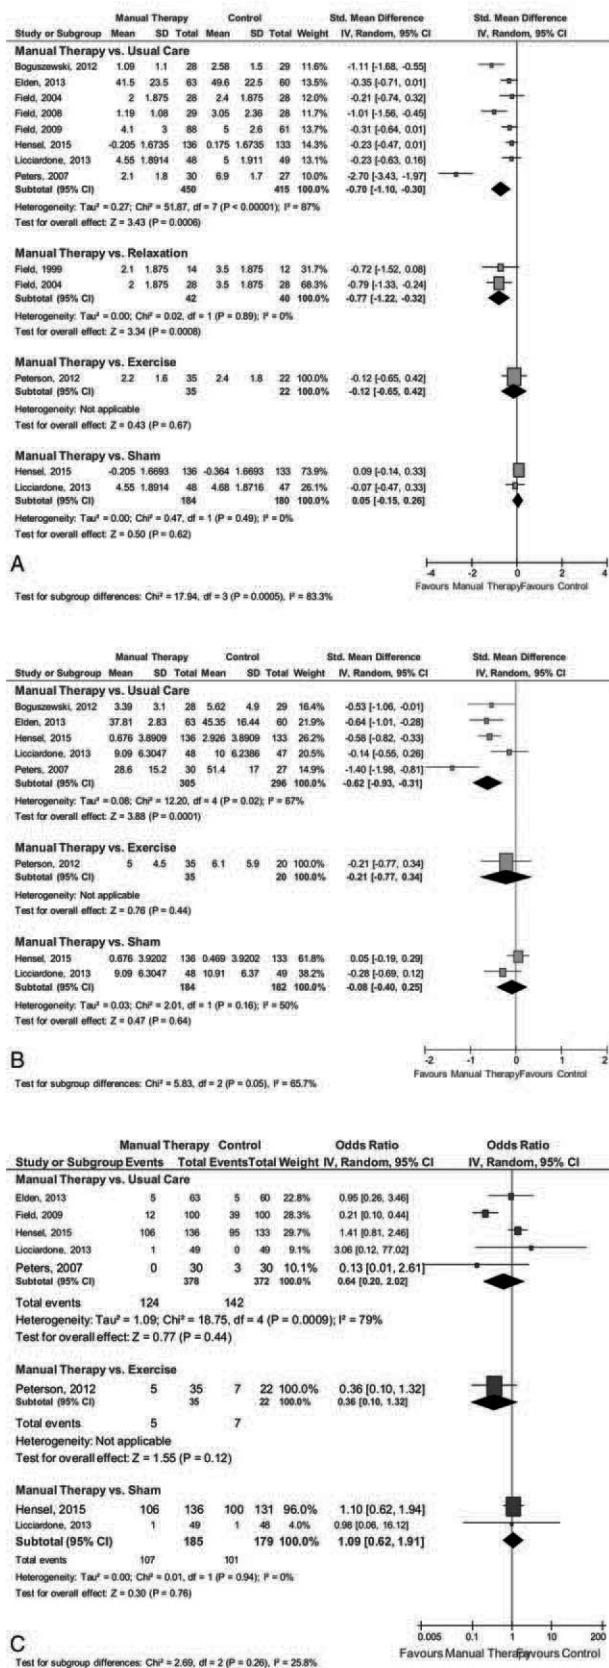 Manual Therapy Control Std. Mean Difference Std. Mean Difference
Study or Subgroup Mean SD Total Mean SD Total Weight IV, Random, 95% CI IV, Random, 95% CI
Manual Therapy vs. Usual Care
Boguszewski, 2012 1.09 1.1 28 2.58 1.5 29 11.6% -1.11 [-1.68, -0.55]
Elden, 2013 41.5 23.5 63 49.6 22.5 60 13.6% -0.35 [-0.71, 0.01]
Field, 2004 2 1.875 28 2.4 1.875 28 12.0% -0.21 [-0.74, 0.32]
Field, 2008 1.19 1.08 29 3.05 2.36 28 11.7% -1.01 [-1.56, -0.45]
Field, 2009 4.1 3 88 5 2.6 61 13.9% -0.31 [-0.64, 0.01]
Hensel, 2015 -0.205 1.6735 136 0.175 1.6735 133 14.5% -0.23 [-0.47, 0.01]
Licciardone, 2013 4.55 1.8914 48 5 1.911 49 13.2% -0.23 [-0.63, 0.16]
Peters, 2007 2.1 1.8 30 6.9 1.7 27 9.6% -2.70 [-3.43, -1.97]
Subtotal (95% CI) 450 415 100.0% -0.70 [-1.10, -0.30]
Heterogeneity: Tau² = 0.27; Chi² = 51.87, df = 7 (P < 0.00001); I² = 87%
Test for overall effect: Z = 3.43 (P = 0.0006)
Manual Therapy vs. Relaxation
Field, 1999 2.1 1.875 14 3.5 1.875 12 31.7% -0.72 [-1.52, 0.08]
Field, 2004 2 1.875 28 3.5 1.875 28 68.3% -0.79 [-1.33, -0.24]
Subtotal (95% CI) 42 40 100.0% -0.77 [-1.22, -0.32]
Heterogeneity: Tau² = 0.00; Chi² = 0.02, df = 1 (P = 0.89); I² = 0%
Test for overall effect: Z = 3.34 (P = 0.0008)
Manual Therapy vs. Exercise
Peterson, 2012 2.2 1.6 35 2.4 1.8 22 100.0% -0.12 [-0.65, 0.42]
Subtotal (95% CI) 35 22 100.0% -0.12 [-0.65, 0.42]
Heterogeneity: Not applicable
Test for overall effect: Z = 0.43 (P = 0.67)
Manual Therapy vs. Sham
Hensel, 2015 -0.205 1.6693 136 -0.364 1.6693 133 73.9% 0.09 [-0.14, 0.33]
Licciardone, 2013 4.55 1.8914 48 4.68 1.8716 47 26.1% -0.07 [-0.47, 0.33]
Subtotal (95% CI) 184 180 100.0% 0.05 [-0.15, 0.26]
Heterogeneity: Tau² = 0.00; Chi² = 0.47, df = 1 (P = 0.49); I² = 0%
Test for overall effect: Z = 0.50 (P = 0.62)
A
-4 -2 0 2 4
Favours Manual Therapy Favours Control
Test for subgroup differences: Chi² = 17.94, df = 3 (P = 0.0005), I² = 83.3%
Manual Therapy Control Std. Mean Difference Std. Mean Difference
Study or Subgroup Mean SD Total Mean SD Total Weight IV, Random, 95% CI IV, Random, 95% CI
Manual Therapy vs. Usual Care
Boguszewski, 2012 3.39 3.1 28 5.62 4.9 29 16.4% -0.53 [-1.06, -0.01]
Elden, 2013 37.81 2.83 63 45.35 16.44 60 21.9% -0.64 [-1.01, -0.28]
Hensel, 2015 0.676 3.8909 136 2.926 3.8909 133 26.2% -0.58 [-0.82, -0.33]
Licciardone, 2013 9.09 6.3047 48 10 6.2386 47 20.6% -0.14 [-0.55, 0.26]
Peters, 2007 28.6 15.2 30 51.4 17 27 14.9% -1.40 [-1.98, -0.81]
Subtotal (95% CI) 305 296 100.0% -0.62 [-0.93, -0.31]
Heterogeneity: Tau² = 0.08; Chi² = 12.20, df = 4 (P = 0.02); I² = 67%
Test for overall effect: Z = 3.88 (P = 0.0001)
Manual Therapy vs. Exercise
Peterson, 2012 5 4.5 35 6.1 5.9 20 100.0% -0.21 [-0.77, 0.34]
Subtotal (95% CI) 35 20 100.0% -0.21 [-0.77, 0.34]
Heterogeneity: Not applicable
Test for overall effect: Z = 0.76 (P = 0.44)
Manual Therapy vs. Sham
Hensel, 2015 0.676 3.9202 136 0.469 3.9202 133 61.8% 0.05 [-0.19, 0.29]
Licciardone, 2013 9.09 6.3047 48 10.91 6.37 49 38.2% -0.28 [-0.69, 0.12]
Subtotal (95% CI) 184 182 100.0% -0.08 [-0.40, 0.25]
Heterogeneity: Tau² = 0.03; Chi² = 2.01, df = 1 (P = 0.16); I² = 50%
Test for overall effect: Z = 0.47 (P = 0.64)
B
-2 -1 0 1 2
Favours Manual Therapy Favours Control
Test for subgroup differences: Chi² = 5.83, df = 2 (P = 0.05), I² = 65.7%
Manual Therapy Control Odds Ratio Odds Ratio
Study or Subgroup Events Total Events Total Weight IV, Random, 95% CI IV, Random, 95% CI
Manual Therapy vs. Usual Care
Elden, 2013 5 63 5 60 22.8% 0.95 [0.26, 3.46]
Field, 2009 12 100 39 100 28.3% 0.21 [0.10, 0.44]
Hensel, 2015 106 136 95 133 29.7% 1.41 [0.81, 2.46]
Licciardone, 2013 1 49 0 49 9.1% 3.06 [0.12, 77.02]
Peters, 2007 0 30 3 30 10.1% 0.13 [0.01, 2.61]
Subtotal (95% CI) 378 372 100.0% 0.64 [0.20, 2.02]
Total events 124 142
Heterogeneity: Tau² = 1.09; Chi² = 18.75, df = 4 (P = 0.0009); I² = 79%
Test for overall effect: Z = 0.77 (P = 0.44)
Manual Therapy vs. Exercise
Peterson, 2012 5 35 7 22 100.0% 0.36 [0.10, 1.32]
Subtotal (95% CI) 35 22 100.0% 0.36 [0.10, 1.32]
Total events 5 7
Heterogeneity: Not applicable
Test for overall effect: Z = 1.55 (P = 0.12)
Manual Therapy vs. Sham
Hensel, 2015 106 136 100 131 96.0% 1.10 [0.62, 1.94]
Licciardone, 2013 1 49 1 48 4.0% 0.98 [0.06, 16.12]
Subtotal (95% CI) 185 179 100.0% 1.09 [0.62, 1.91]
Total events 107 101
Heterogeneity: Tau² = 0.00; Chi² = 0.01, df = 1 (P = 0.94); I² = 0%
Test for overall effect: Z = 0.30 (P = 0.76)
C
0.005 0.1 1 10 200
Favours Manual Therapy Favours Control
Test for subgroup differences: Chi² = 2.69, df = 2 (P = 0.26), I² = 25.8%